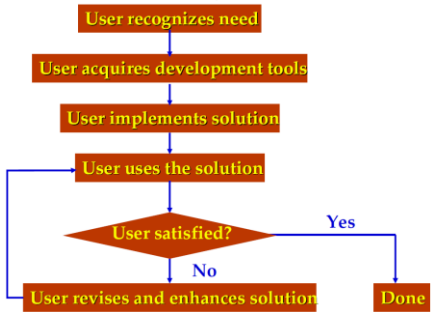 User recognizes need
User acquires development tools
User implements solution
User uses the solution
User satisfied?
Yes
No
User revises and enhances solution
Done